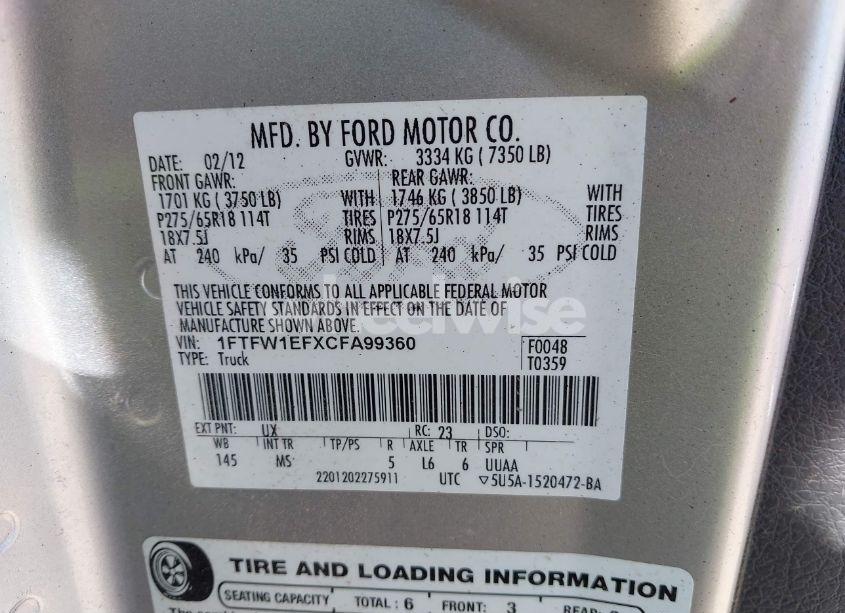 MFD. BY FORD MOTOR CO.
DATE: 02/12 GVWR: 3334 KG ( 7350 LB)
FRONT GAWR: REAR GAWR:
1701 KG ( 3750 LB) WITH 1746 KG ( 3850 LB) WITH
P275/65R18 114T TIRES P275/65R18 114T TIRES
18X7.5J RIMS 18X7.5J RIMS
AT 240 kPa/ 35 PSI COLD AT 240 kPa/ 35 PSI COLD
THIS VEHICLE CONFORMS TO ALL APPLICABLE FEDERAL MOTOR
VEHICLE SAFETY STANDARDS IN EFFECT ON THE DATE OF
MANUFACTURE SHOWN ABOVE.
VIN: 1FTFW1EFXCFA99360 F0048
TYPE: Truck T0359
EXT PNT: UX RC: 23 DSO:
WB INT TR TP/PS R AXLE TR SPR
145 MS 5 L6 6 UUAA
2201202275911 UTC ▽5U5A-1520472-BA
TIRE AND LOADING INFORMATION
SEATING CAPACITY TOTAL : 6 FRONT: 3 REAR: